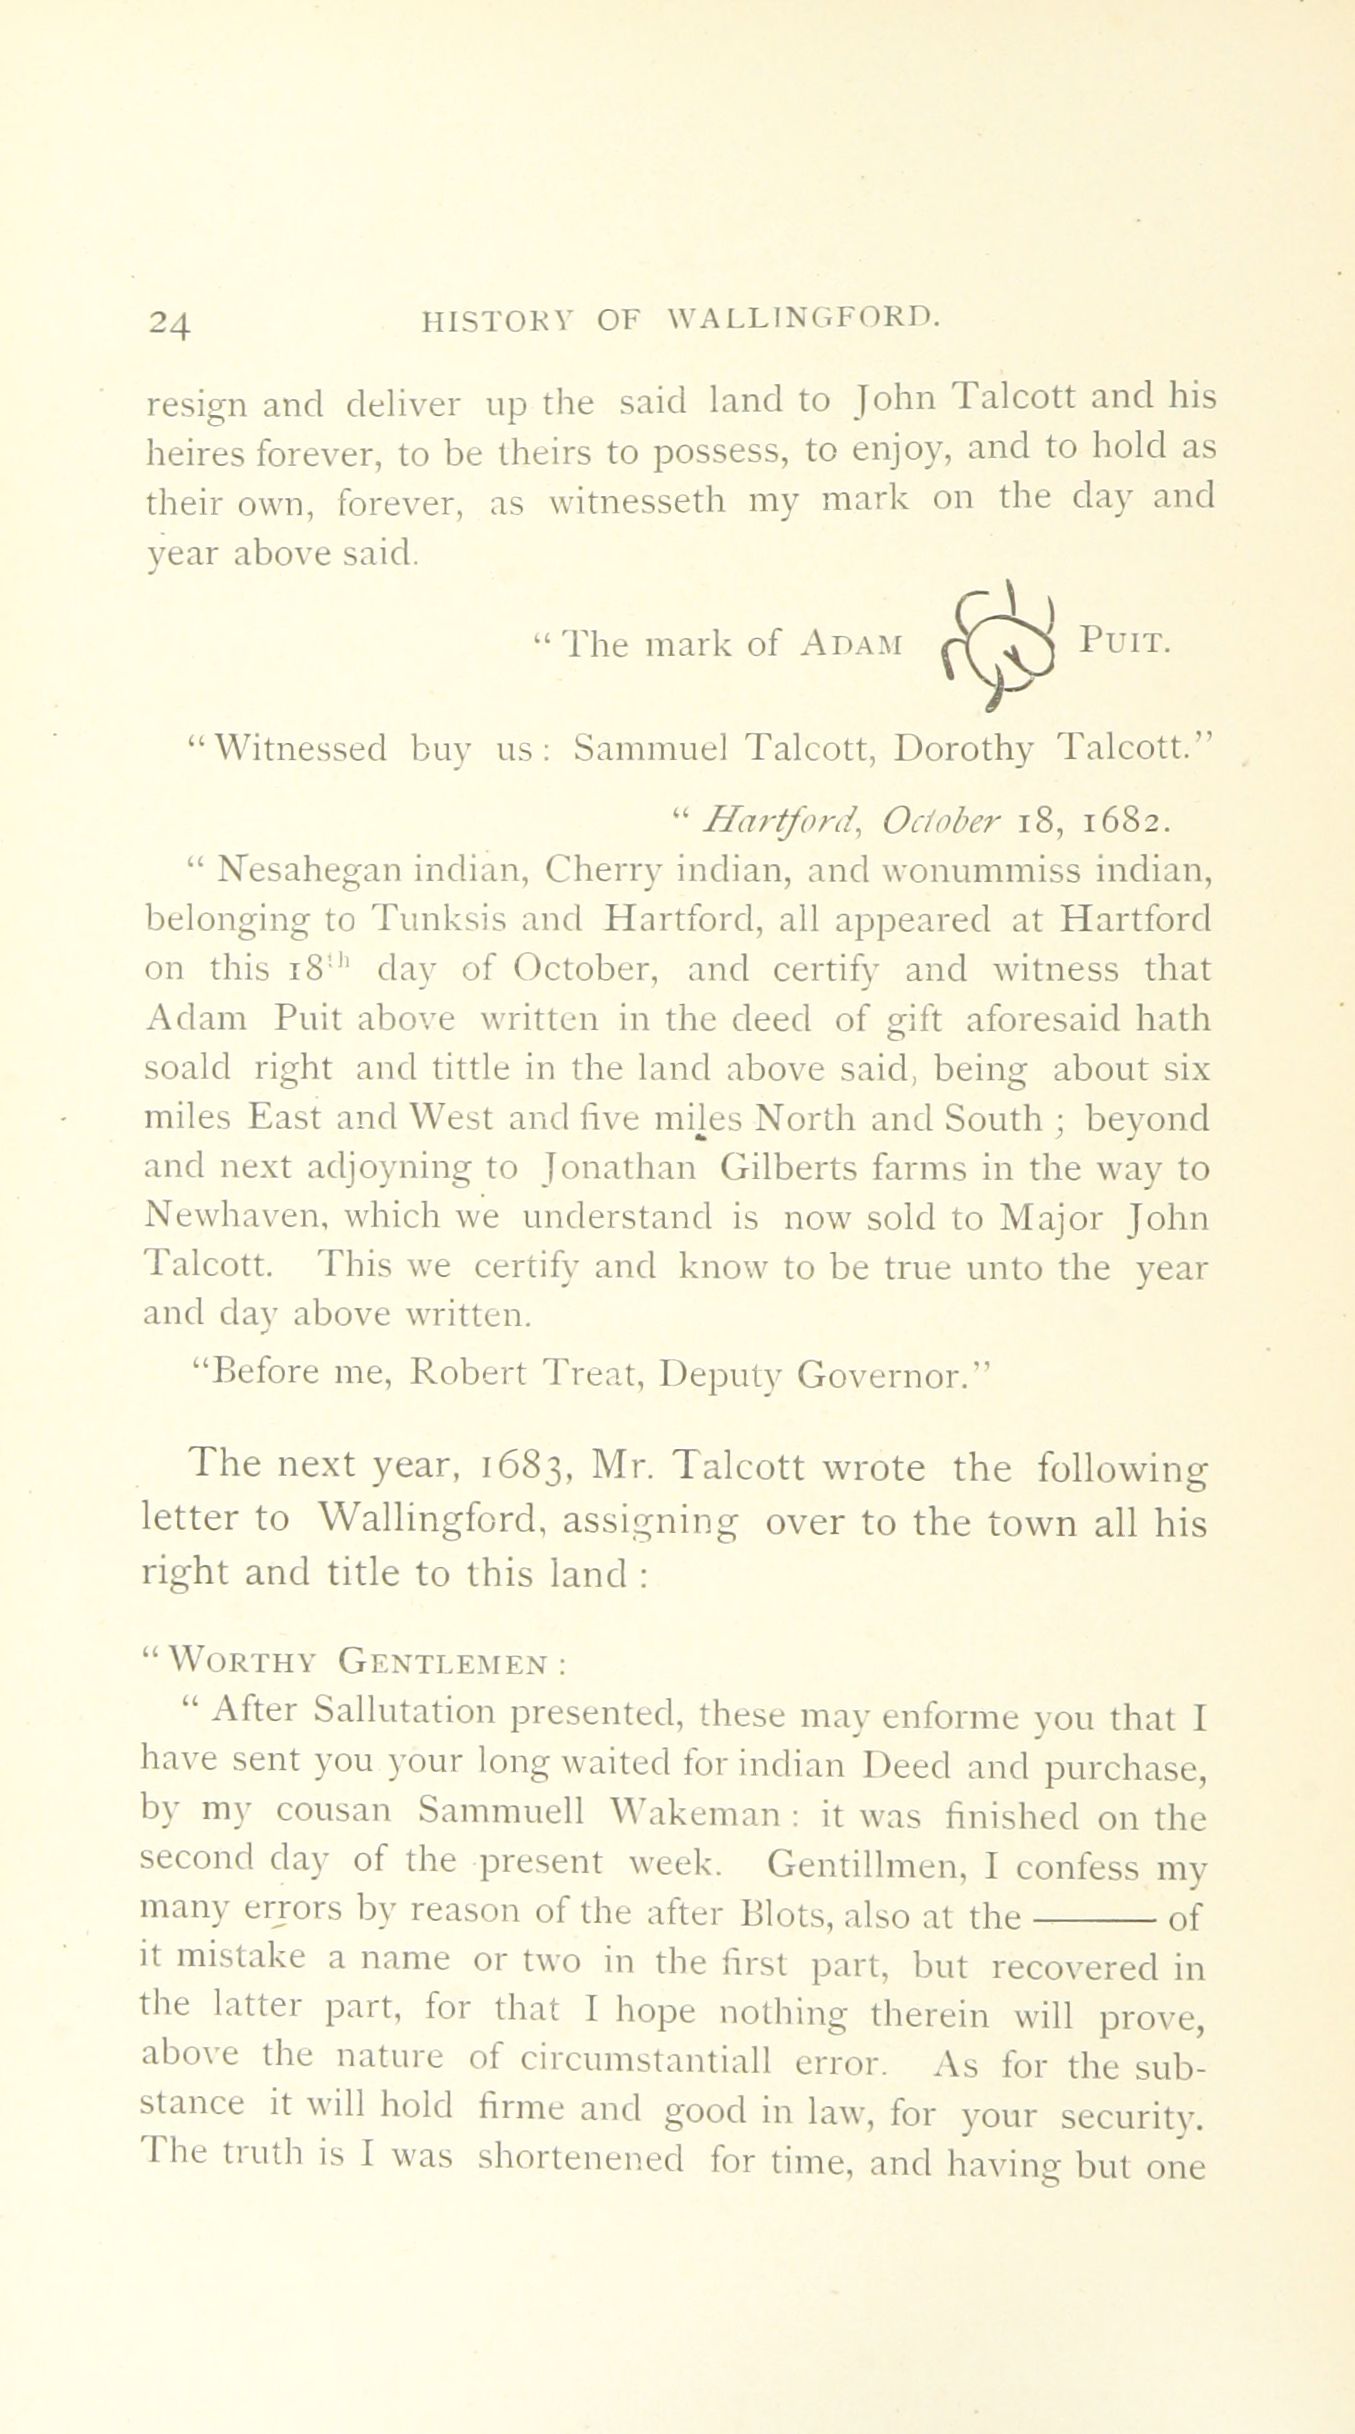 24 HISTORY OF WALLINGFORD.
resign and deliver up the said land to John Talcott and his
heires forever, to be theirs to possess, to enjoy, and to hold as
their own, forever, as witnesseth my mark on the day and
year above said.
“ The mark of ADAM PUIT.
“ Witnessed buy us : Sammuel Talcott, Dorothy Talcott.”
“ Hartford, October 18, 1682.
“ Nesahegan indian, Cherry indian, and wonummiss indian,
belonging to Tunksis and Hartford, all appeared at Hartford
on this 18th day of October, and certify and witness that
Adam Puit above written in the deed of gift aforesaid hath
soald right and tittle in the land above said, being about six
miles East and West and five miles North and South ; beyond
and next adjoyning to Jonathan Gilberts farms in the way to
Newhaven, which we understand is now sold to Major John
Talcott. This we certify and know to be true unto the year
and day above written.
“Before me, Robert Treat, Deputy Governor.”
The next year, 1683, Mr. Talcott wrote the following
letter to Wallingford, assigning over to the town all his
right and title to this land :
“ WORTHY GENTLEMEN :
“ After Sallutation presented, these may enforme you that I
have sent you your long waited for indian Deed and purchase,
by my cousan Sammuell Wakeman : it was finished on the
second day of the present week. Gentillmen, I confess my
many errors by reason of the after Blots, also at the ——— of
it mistake a name or two in the first part, but recovered in
the latter part, for that I hope nothing therein will prove,
above the nature of circumstantiall error. As for the sub-
stance it will hold firme and good in law, for your security.
The truth is I was shortenened for time, and having but one